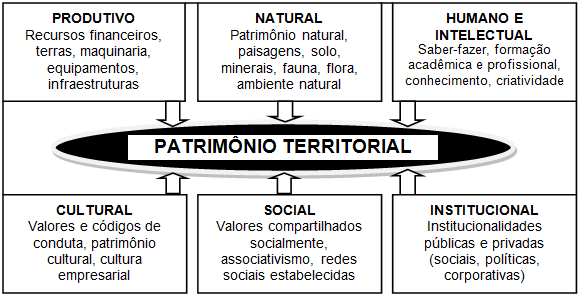 PRODUTIVO
Recursos financeiros,
terras, maquinaria,
equipamentos,
infraestruturas
NATURAL
Patrimônio natural,
paisagens, solo,
minerais, fauna, flora,
ambiente natural
HUMANO E
INTELECTUAL
Saber-fazer, formação
acadêmica e profissional,
conhecimento, criatividade
PATRIMÔNIO TERRITORIAL
CULTURAL
Valores e códigos de
conduta, patrimônio
cultural, cultura
empresarial
SOCIAL
Valores compartilhados
socialmente,
associativismo, redes
sociais estabelecidas
INSTITUCIONAL
Institucionalidades
públicas e privadas
(sociais, políticas,
corporativas)